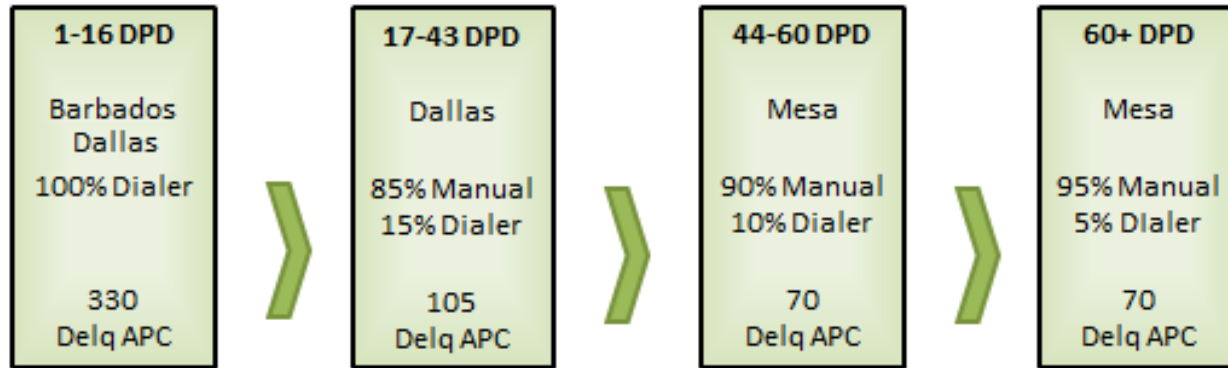 1-16 DPD
Barbados
Dallas
100% Dialer
330
Delq APC
17-43 DPD
Dallas
85% Manual
15% Dialer
105
Delq APC
44-60 DPD
Mesa
90% Manual
10% Dialer
70
Delq APC
60+ DPD
Mesa
95% Manual
5% DIaler
70
Delq APC